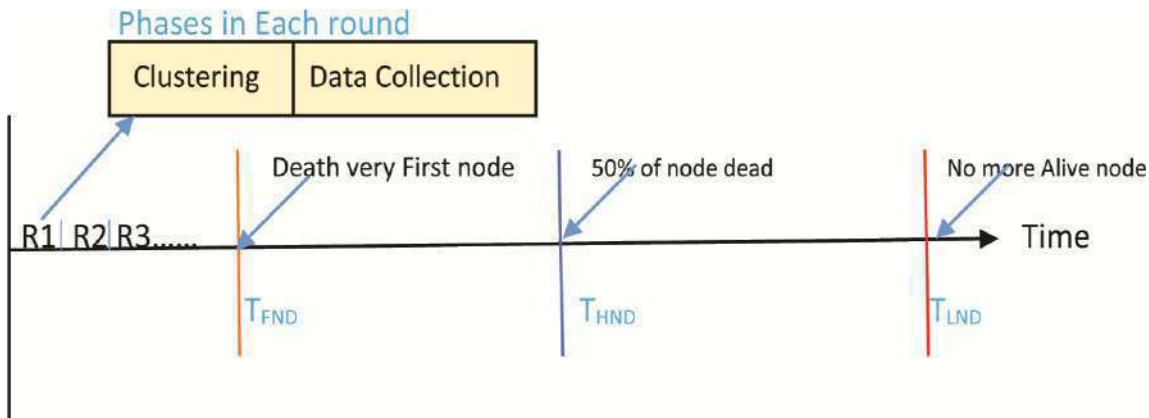 Phases in Each round
Clustering
Data Collection
Death very First node
50% of node dead
No more Alive node
R1 R2 R3......
Time
TFND
THND
TLND